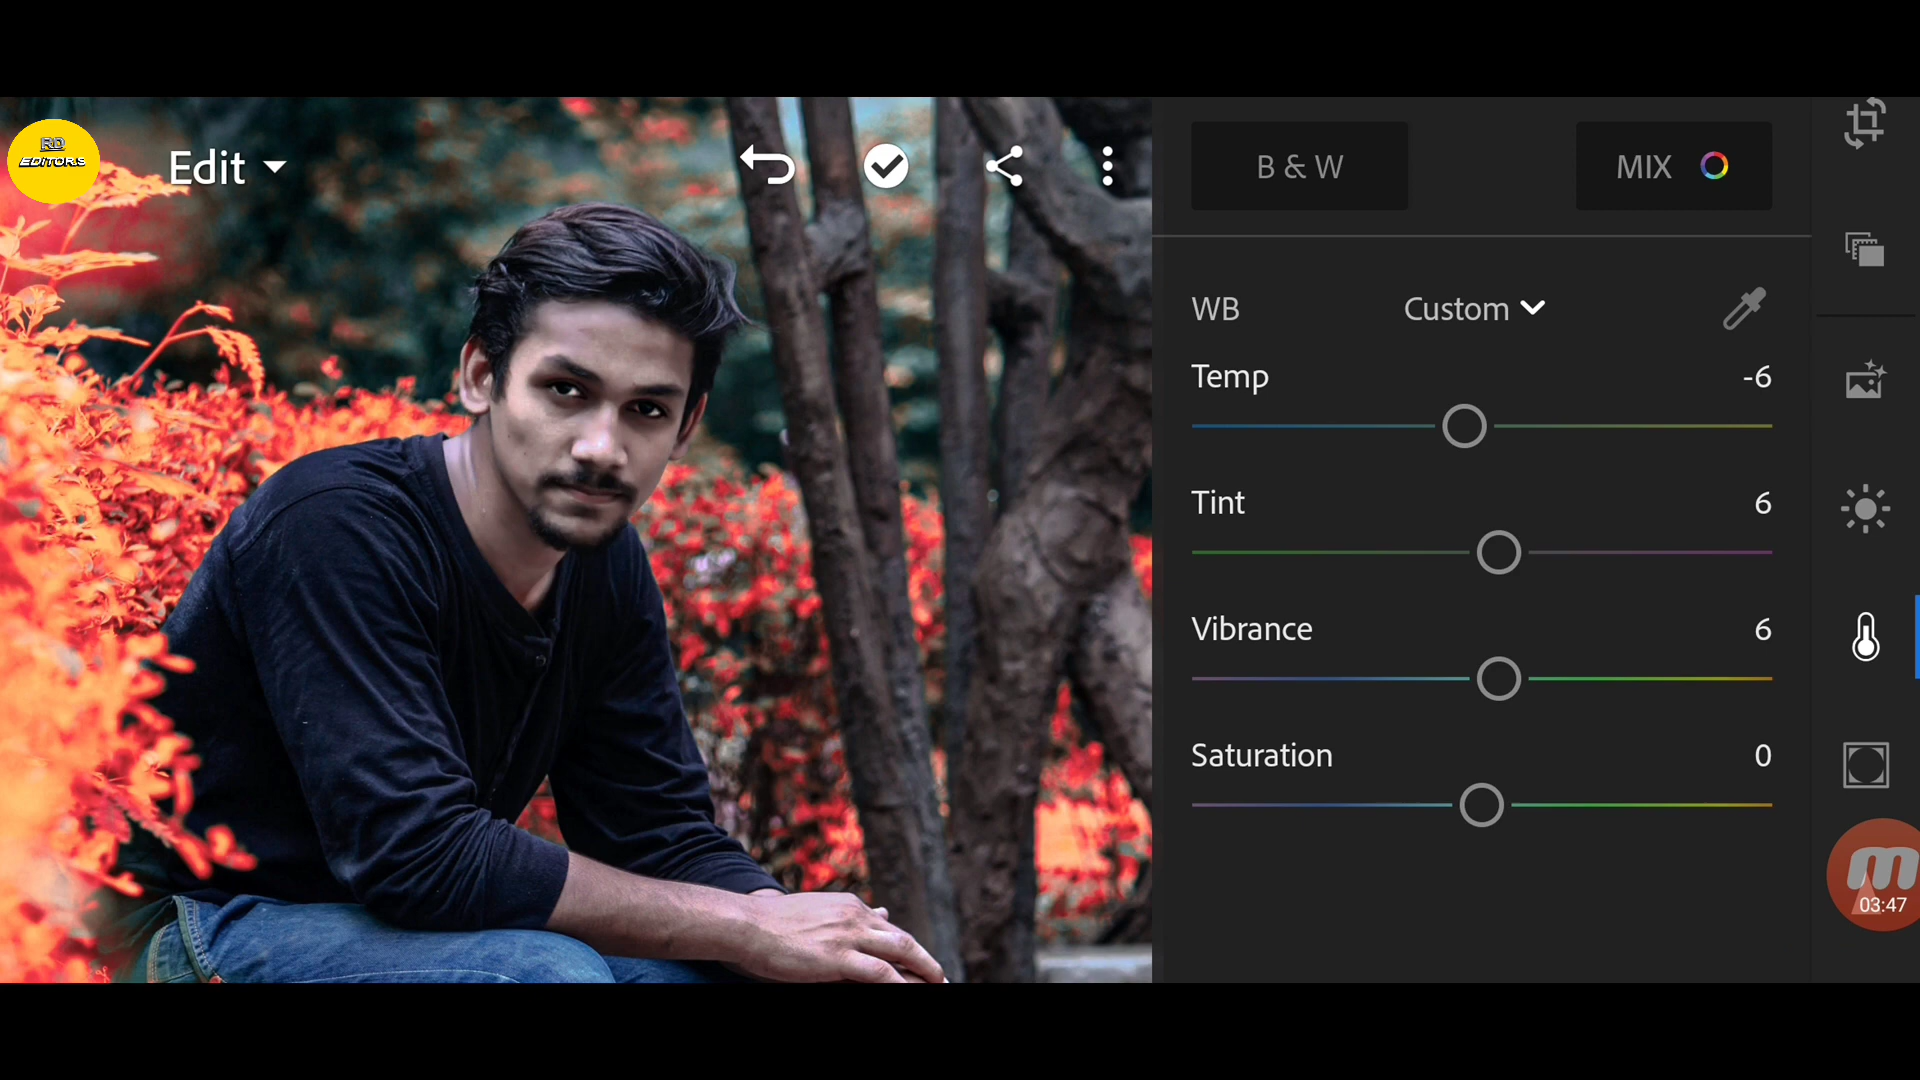 RD
EDITORS
Edit
B & W
MIX
WB
Custom
Temp
-6
Tint
6
Vibrance
6
Saturation
0
03:47